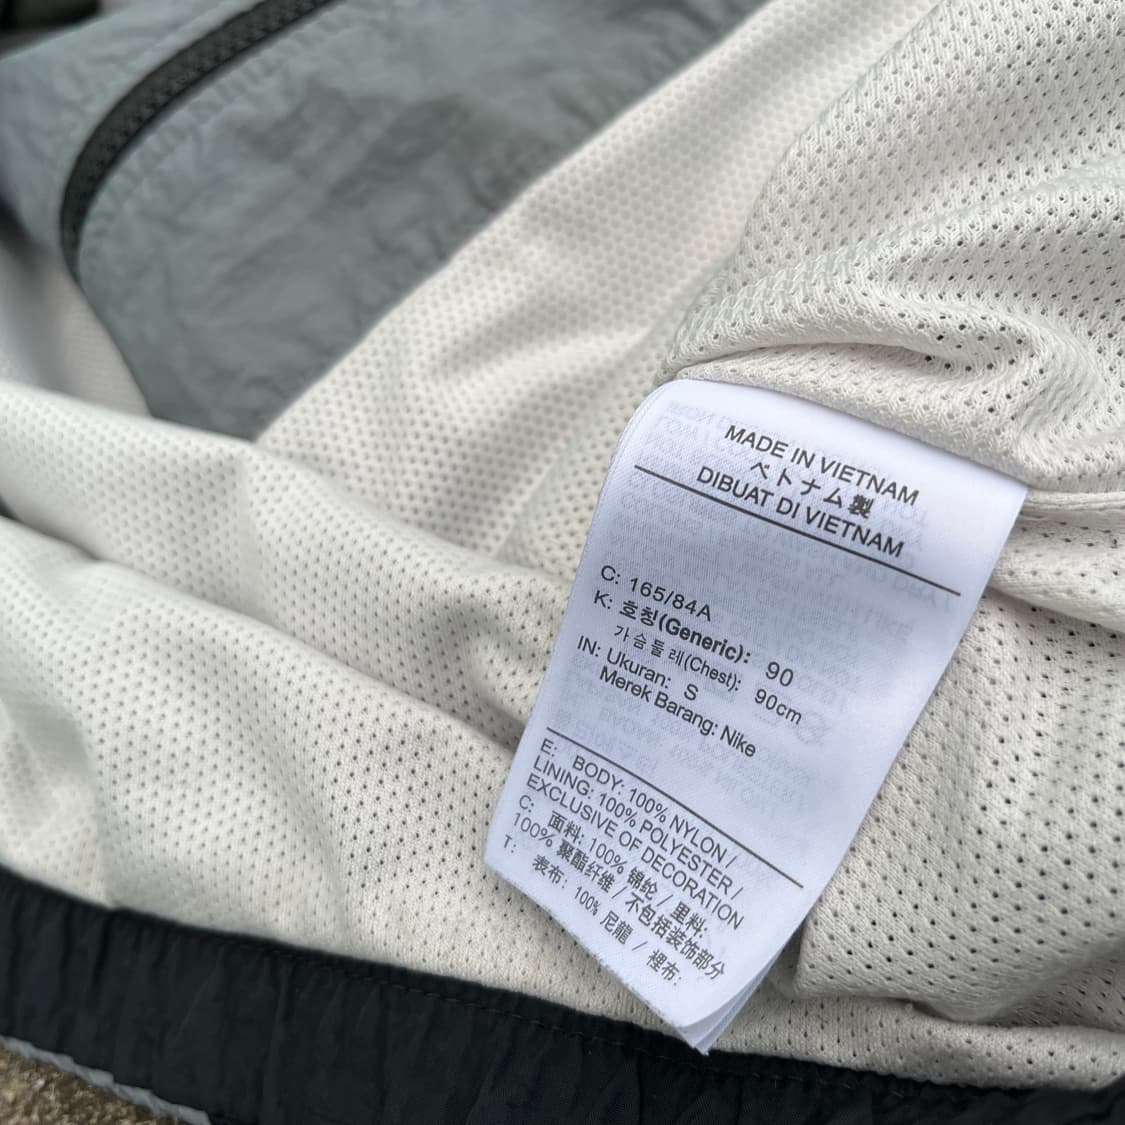 MADE IN VIETNAM
ベトナム製
DIBUAT DI VIETNAM
C: 165/84A
K: 호칭(Generic): 90
가슴둘레(Chest): 90cm
IN: Ukuran: S
Merek Barang: Nike
E: BODY: 100% NYLON /
LINING: 100% POLYESTER /
EXCLUSIVE OF DECORATION
C: 面料: 100% 锦纶 / 里料:
100% 聚酯纤维 / 不包括装饰部分
T: 表布: 100% 尼龍 / 裡布: